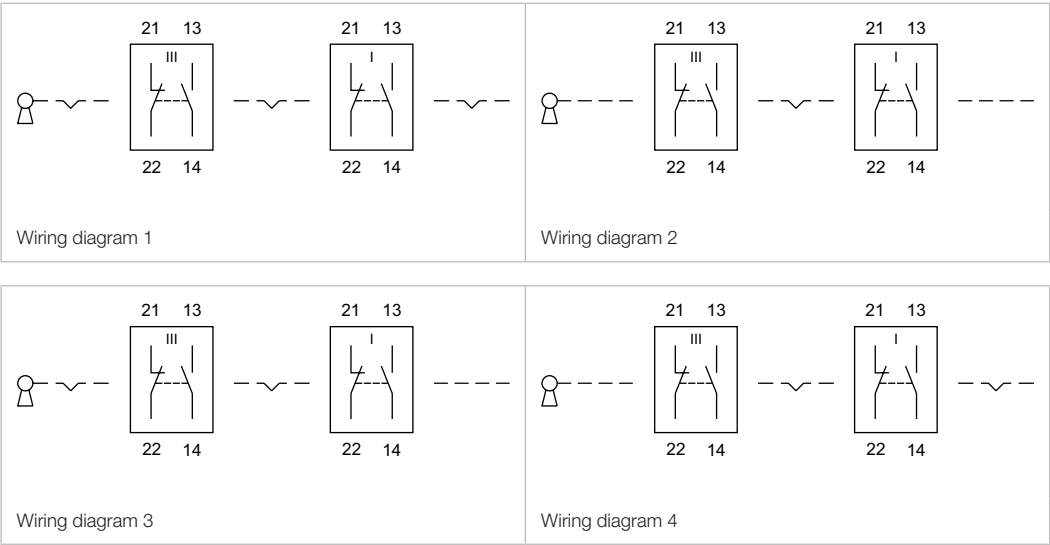 21 13 21 13
III I
22 14 22 14
Wiring diagram 1
21 13 21 13
III I
22 14 22 14
Wiring diagram 2
21 13 21 13
III I
22 14 22 14
Wiring diagram 3
21 13 21 13
III I
22 14 22 14
Wiring diagram 4